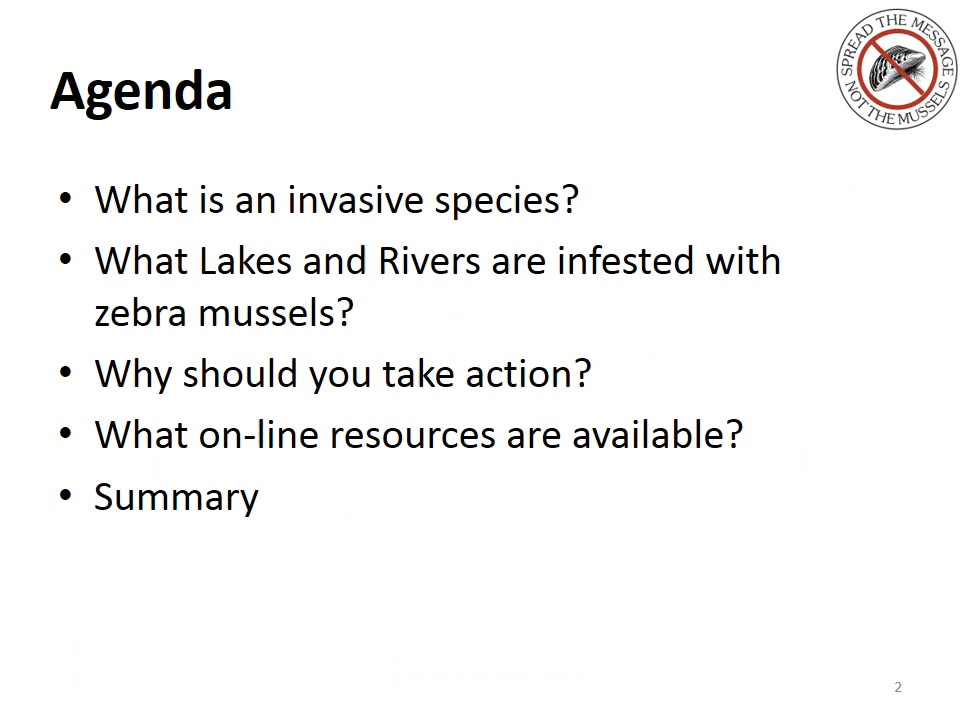 SPREAD THE MESSAGE
NOT THE MUSSELS
Agenda
• What is an invasive species?
• What Lakes and Rivers are infested with
zebra mussels?
• Why should you take action?
• What on-line resources are available?
• Summary
2